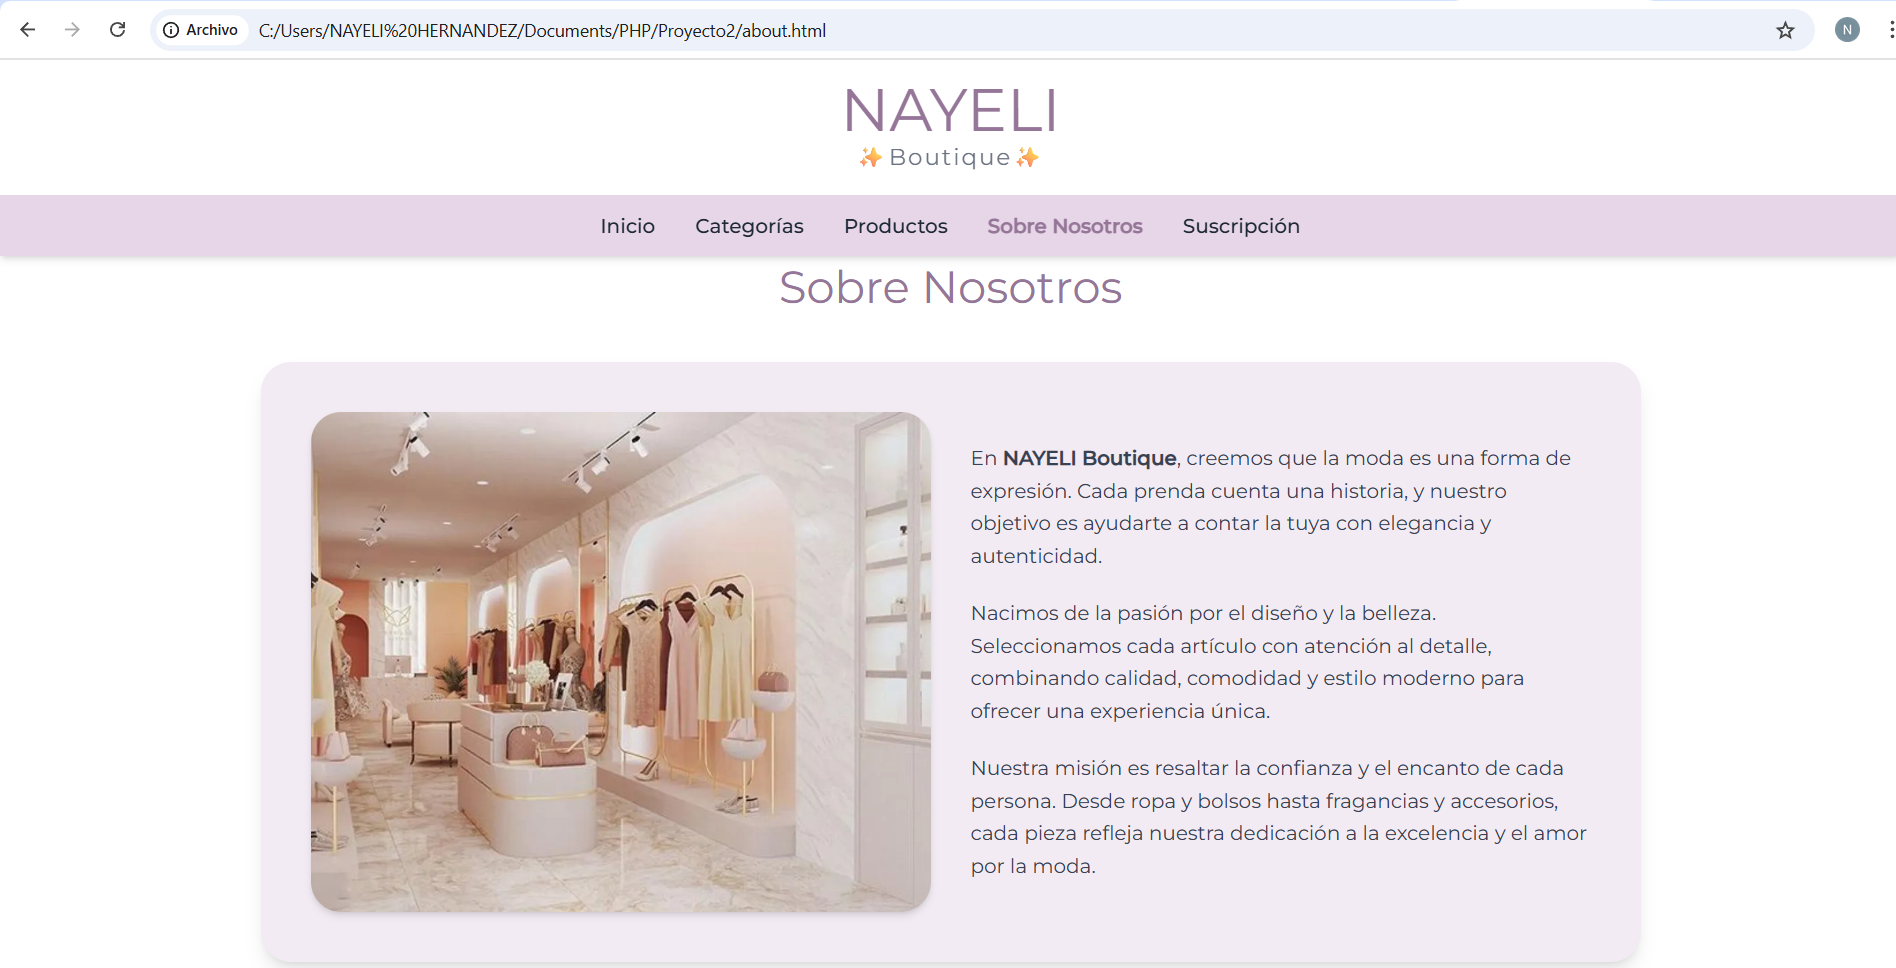 Archivo C:/Users/NAYELI%20HERNANDEZ/Documents/PHP/Proyecto2/about.html
N
NAYELI
✨Boutique✨
Inicio Categorías Productos Sobre Nosotros Suscripción
Sobre Nosotros
En NAYELI Boutique, creemos que la moda es una forma de
expresión. Cada prenda cuenta una historia, y nuestro
objetivo es ayudarte a contar la tuya con elegancia y
autenticidad.
Nacimos de la pasión por el diseño y la belleza.
Seleccionamos cada artículo con atención al detalle,
combinando calidad, comodidad y estilo moderno para
ofrecer una experiencia única.
Nuestra misión es resaltar la confianza y el encanto de cada
persona. Desde ropa y bolsos hasta fragancias y accesorios,
cada pieza refleja nuestra dedicación a la excelencia y el amor
por la moda.